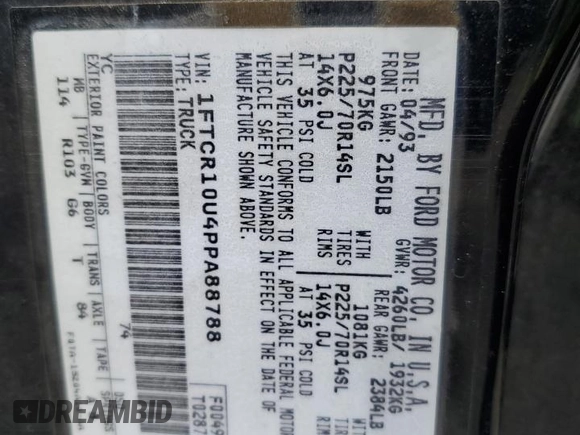 MFD. BY FORD MOTOR CO. IN U.S.A.
DATE: 04/93 GVWR: 4260LB/ 1932KG
FRONT GAWR: 2150LB REAR GAWR: 2384LB
975KG WITH 1081KG WITH
P225/70R14SL TIRES P225/70R14SL
14X6.0J RIMS 14X6.0J
AT 35 PSI COLD AT 35 PSI COLD
THIS VEHICLE CONFORMS TO ALL APPLICABLE FEDERAL MOTOR
VEHICLE SAFETY STANDARDS IN EFFECT ON THE DATE OF
MANUFACTURE SHOWN ABOVE.
VIN: 1FTCR10U4PPA88788
TYPE: TRUCK
F0049
T0287
EXTERIOR PAINT COLORS
YC 74
WB TYPE-GVW BODY TRANS AXLE TAPE
114 R103 G6 T 84
DREAMBID